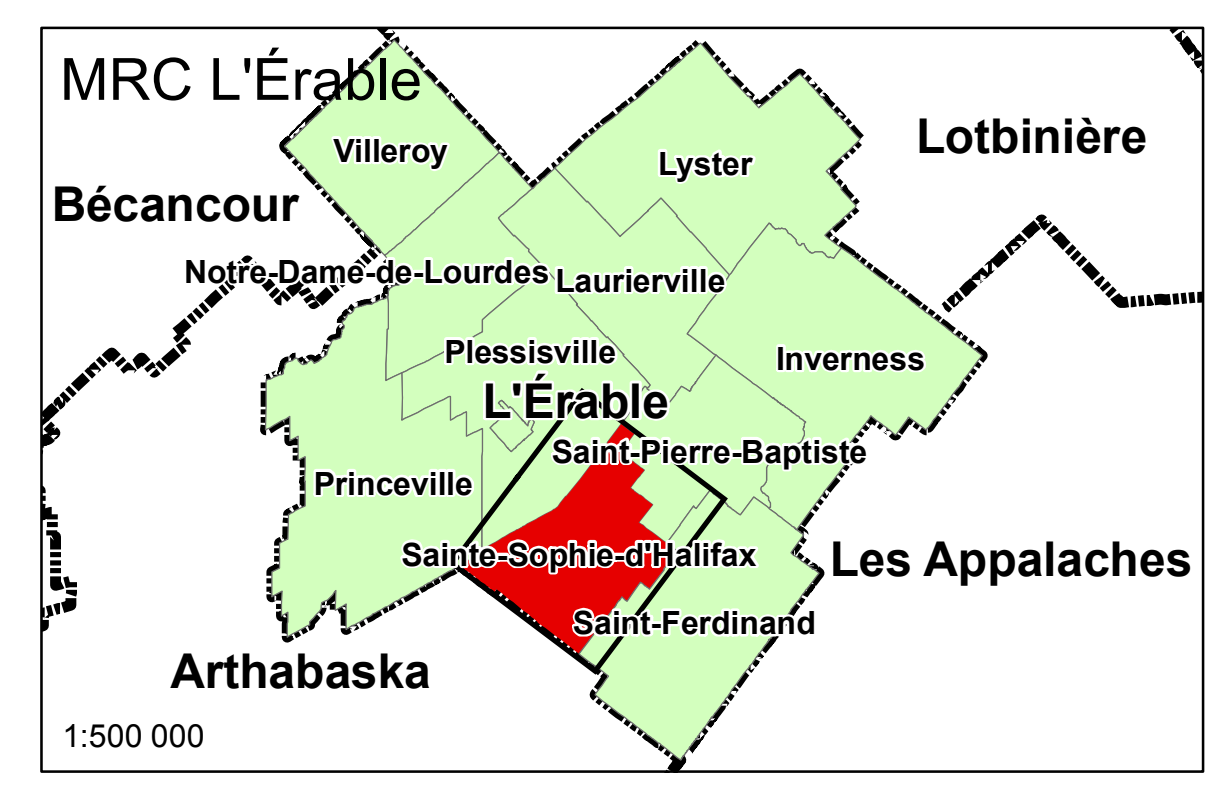 MRC L'Érable
Lotbinière
Villeroy
Lyster
Bécancour
Notre-Dame-de-Lourdes
Laurierville
Plessisville
Inverness
L'Érable
Saint-Pierre-Baptiste
Princeville
Sainte-Sophie-d'Halifax
Les Appalaches
Saint-Ferdinand
Arthabaska
1:500 000